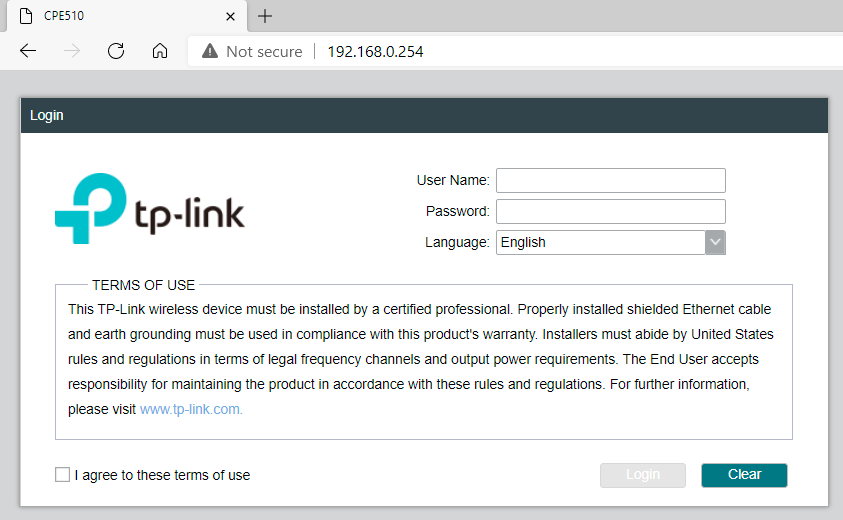 CPE510
Not secure | 192.168.0.254
Login
tp-link
User Name:
Password:
Language: English
TERMS OF USE
This TP-Link wireless device must be installed by a certified professional. Properly installed shielded Ethernet cable
and earth grounding must be used in compliance with this product's warranty. Installers must abide by United States
rules and regulations in terms of legal frequency channels and output power requirements. The End User accepts
responsibility for maintaining the product in accordance with these rules and regulations. For further information,
please visit www.tp-link.com.
I agree to these terms of use
Login
Clear